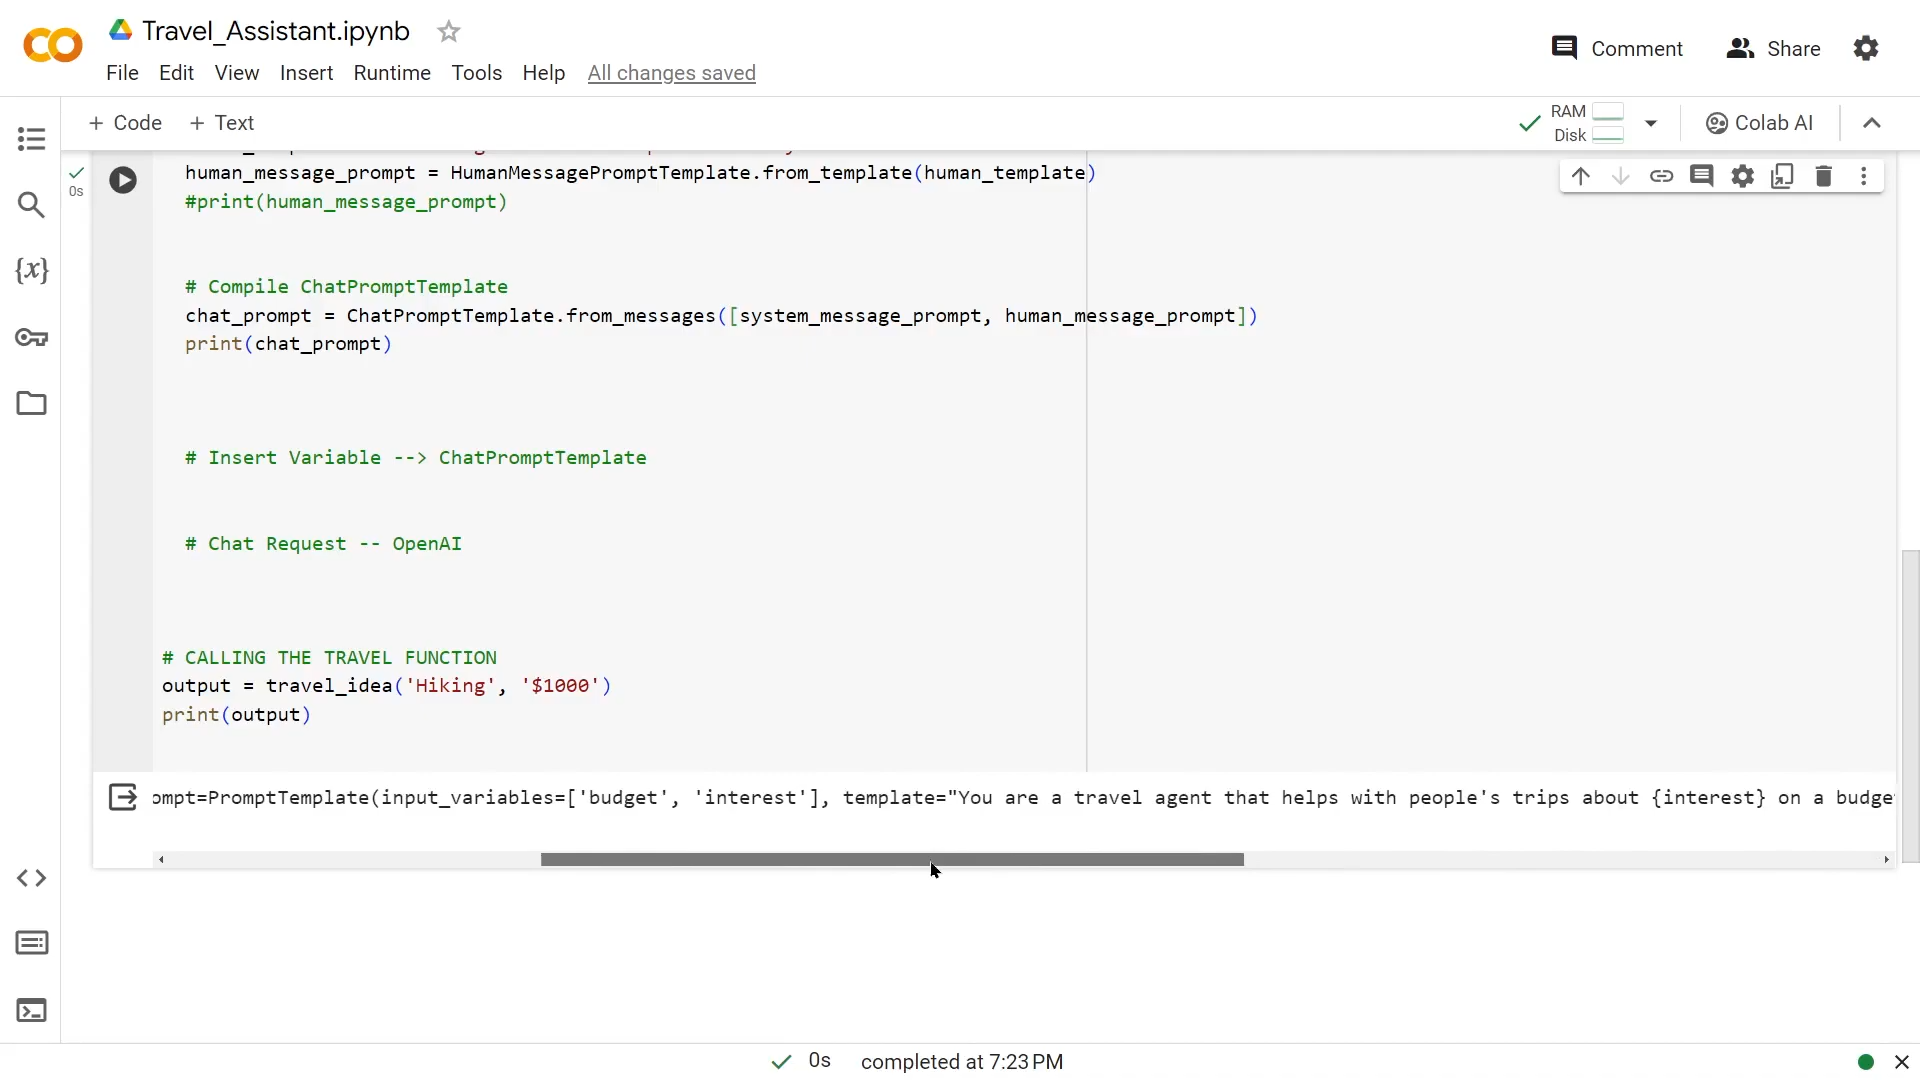 Travel_Assistant.ipynb
File Edit View Insert Runtime Tools Help All changes saved
Comment
Share
+ Code + Text
RAM
Disk
Colab AI
0s
human_message_prompt = HumanMessagePromptTemplate.from_template(human_template)
#print(human_message_prompt)
# Compile ChatPromptTemplate
chat_prompt = ChatPromptTemplate.from_messages([system_message_prompt, human_message_prompt])
print(chat_prompt)
# Insert Variable --> ChatPromptTemplate
# Chat Request -- OpenAI
# CALLING THE TRAVEL FUNCTION
output = travel_idea('Hiking', '$1000')
print(output)
ompt=PromptTemplate(input_variables=['budget', 'interest'], template="You are a travel agent that helps with people's trips about {interest} on a budge
{x}
0s completed at 7:23 PM